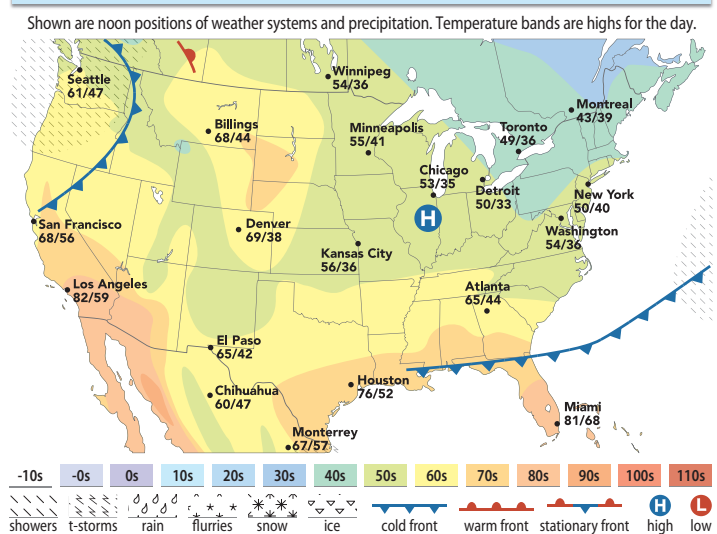 Shown are noon positions of weather systems and precipitation. Temperature bands are highs for the day.
Seattle
61/47
Winnipeg
54/36
Billings
68/44
Minneapolis
55/41
Montreal
43/39
Toronto
49/36
Chicago
53/35
Detroit
50/33
New York
50/40
San Francisco
68/56
Denver
69/38
H
Kansas City
56/36
Washington
54/36
Los Angeles
82/59
Atlanta
65/44
El Paso
65/42
Chihuahua
60/47
Houston
76/52
Miami
81/68
Monterrey
67/57
-10s -0s 0s 10s 20s 30s 40s 50s 60s 70s 80s 90s 100s 110s
H L
showers t-storms rain flurries snow ice cold front warm front stationary front high low